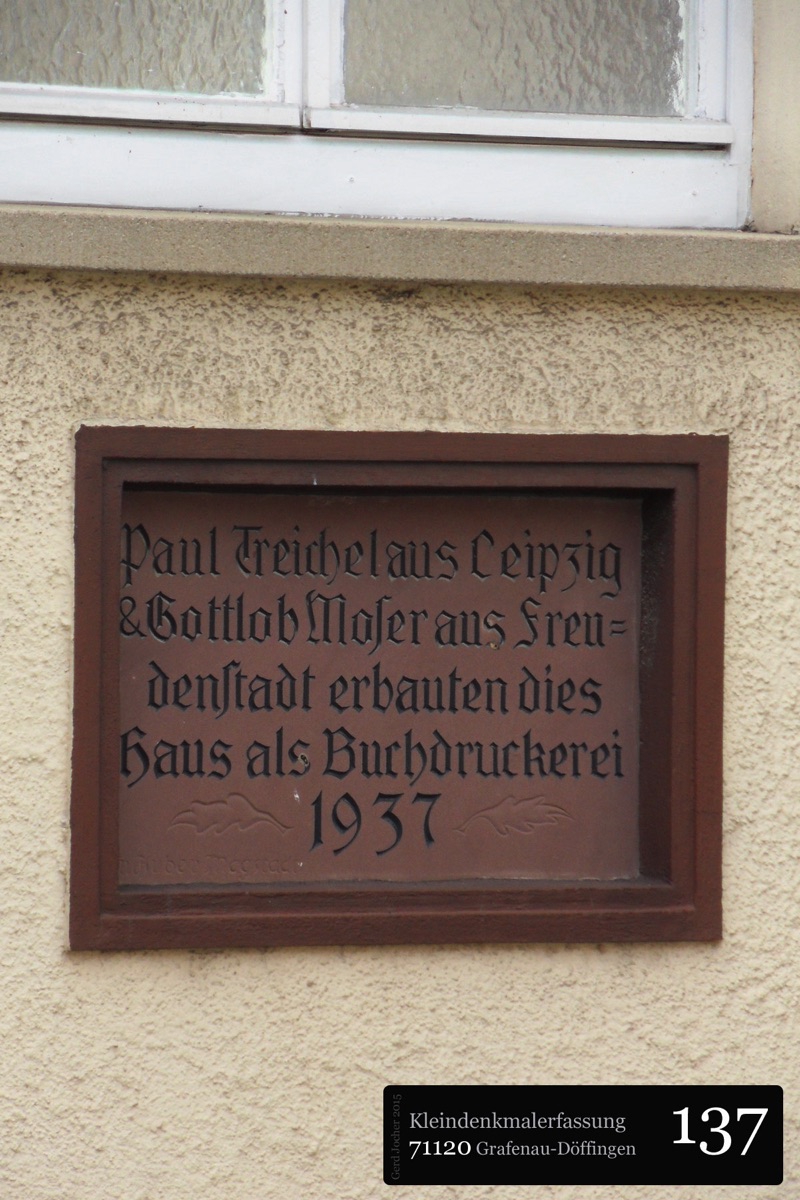 Paul Treichel aus Leipzig
& Gottlob Moſer aus Freu=
denſtadt erbauten dies
Haus als Buchdruckerei
1937
Gerd Jocher 2015
Kleindenkmalerfassung
71120 Grafenau-Döffingen
137